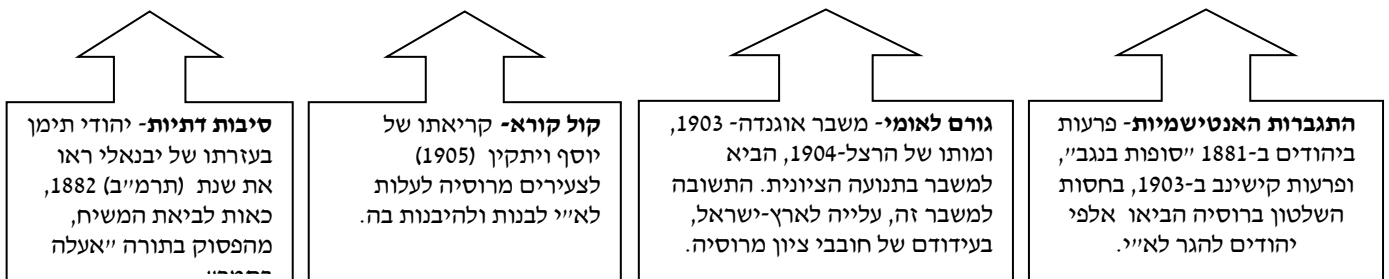 התגברות האנטישמיות- פרעות
ביהודים ב-1881 "סופות בנגב",
ופרעות קישינב ב-1903, בחסות
השלטון ברוסיה הביאו אלפי
יהודים להגר לא"י.
גורם לאומי- משבר אוגנדה- 1903,
ומותו של הרצל-1904, הביא
למשבר בתנועה הציונית. התשובה
למשבר זה, עלייה לארץ-ישראל,
בעידודם של חובבי ציון מרוסיה.
קול קורא- קריאתו של
יוסף ויתקין (1905)
לצעירים מרוסיה לעלות
לא"י לבנות ולהיבנות בה.
סיבות דתיות- יהודי תימן
בעזרתו של יבנאלי ראו
את שנת (תרמ"ב) 1882,
כאות לביאת המשיח,
מהפסוק בתורה "אעלה